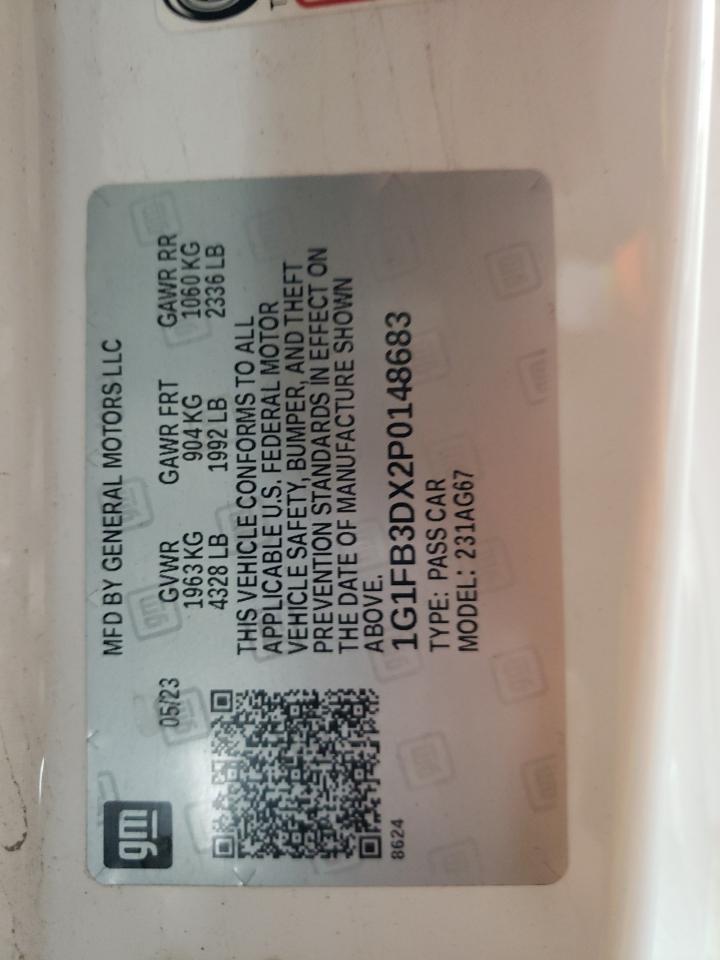 gm
05/23
MFD BY GENERAL MOTORS LLC
GVWR GAWR FRT GAWR RR
1963 KG 904 KG 1060 KG
4328 LB 1992 LB 2336 LB
THIS VEHICLE CONFORMS TO ALL
APPLICABLE U.S. FEDERAL MOTOR
VEHICLE SAFETY, BUMPER, AND THEFT
PREVENTION STANDARDS IN EFFECT ON
THE DATE OF MANUFACTURE SHOWN
ABOVE.
1G1FB3DX2P0148683
TYPE: PASS CAR
MODEL: 231AG67
8624